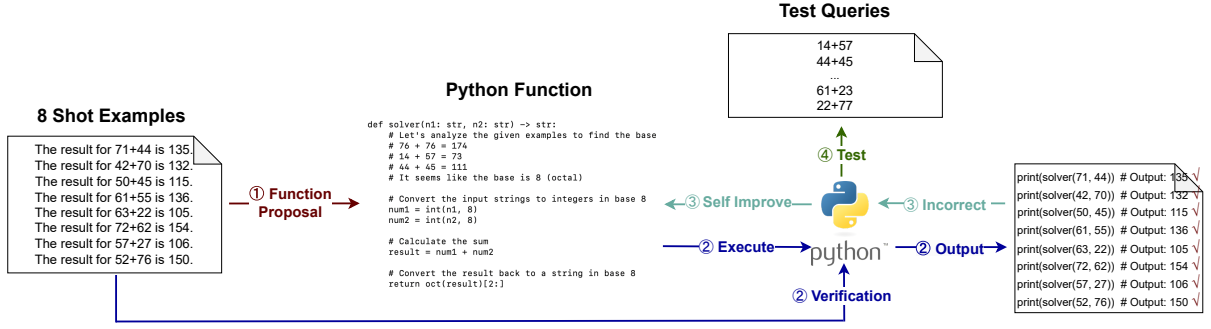 Test Queries
14+57
44+45
...
61+23
22+77
8 Shot Examples
The result for 71+44 is 135.
The result for 42+70 is 132.
The result for 50+45 is 115.
The result for 61+55 is 136.
The result for 63+22 is 105.
The result for 72+62 is 154.
The result for 57+27 is 106.
The result for 52+76 is 150.
① Function
Proposal
Python Function
def solver(n1: str, n2: str) -> str:
# Let's analyze the given examples to find the base
# 76 + 76 = 174
# 14 + 57 = 73
# 44 + 45 = 111
# It seems like the base is 8 (octal)
# Convert the input strings to integers in base 8
num1 = int(n1, 8)
num2 = int(n2, 8)
# Calculate the sum
result = num1 + num2
# Convert the result back to a string in base 8
return oct(result)[2:]
④ Test
③ Self Improve
③ Incorrect
② Execute
python™
② Output
② Verification
print(solver(71, 44)) # Output: 135 √
print(solver(42, 70)) # Output: 132 √
print(solver(50, 45)) # Output: 115 √
print(solver(61, 55)) # Output: 136 √
print(solver(63, 22)) # Output: 105 √
print(solver(72, 62)) # Output: 154 √
print(solver(57, 27)) # Output: 106 √
print(solver(52, 76)) # Output: 150 √